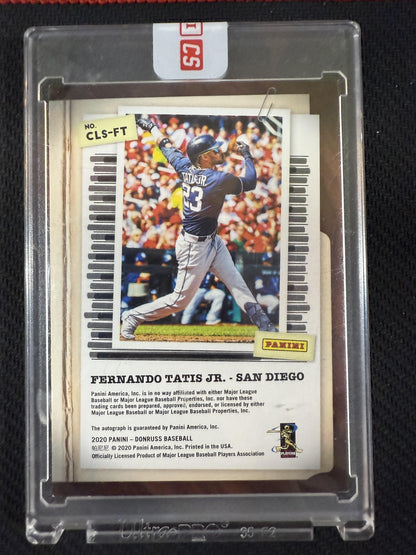 CS
NO.
CLS-FT
TATIS JR.
23
PANINI
FERNANDO TATIS JR. - SAN DIEGO
Panini America, Inc. is in no way affiliated with either Major League
Baseball or Major League Baseball Properties, Inc. nor have these
trading cards been prepared, approved, endorsed, or licensed by either
Major League Baseball or Major League Baseball Properties, Inc.
The autograph is guaranteed by Panini America, Inc.
2020 PANINI – DONRUSS BASEBALL
帕尼尼 © 2020 Panini America, Inc. Printed in the USA.
Officially Licensed Product of Major League Baseball Players Association
PLAYERS